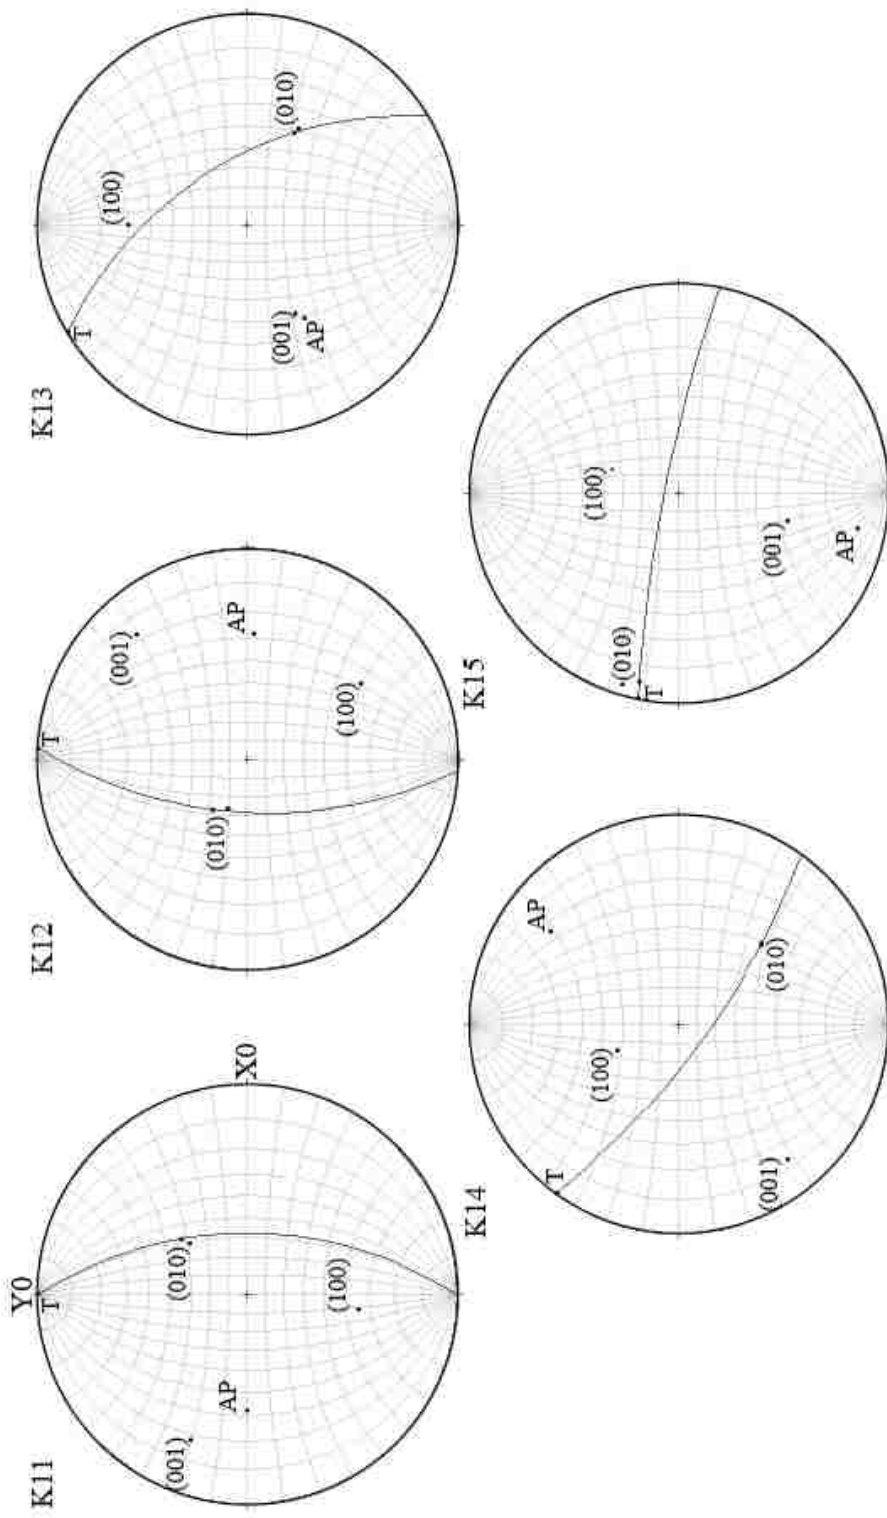 K11
Y0
T
(010)
X0
(001)
AP
(100)
K12
T
(001)
AP
(010)
(100)
K13
T
(100)
(010)
(001)
AP
K14
T
AP
(100)
(010)
(001)
K15
(100)
(010)
T
(001)
AP